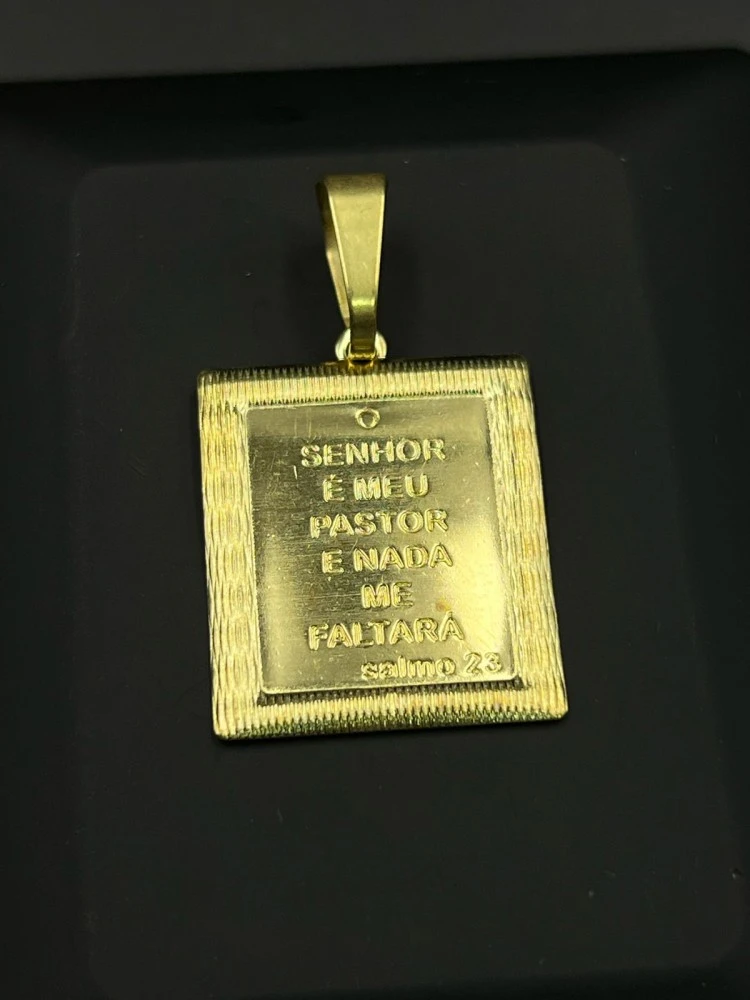 O
SENHOR
É MEU
PASTOR
E NADA
ME
FALTARÁ
salmo 23